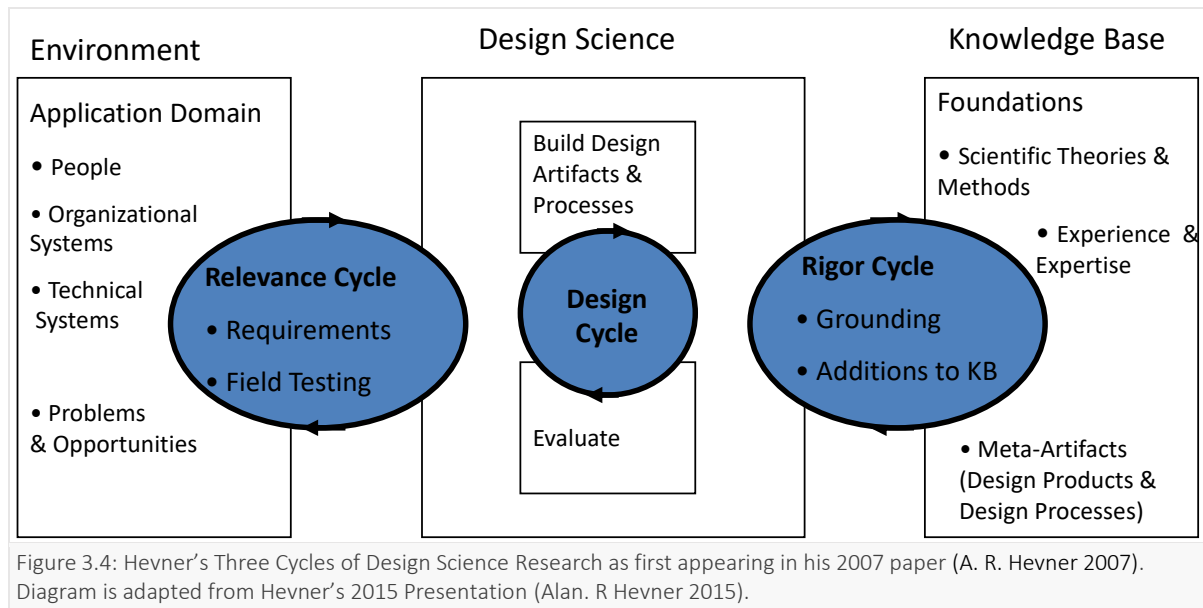 Environment
Design Science
Knowledge Base
Application Domain
• People
• Organizational
Systems
• Technical
Systems
• Problems
& Opportunities
Relevance Cycle
• Requirements
• Field Testing
Build Design
Artifacts &
Processes
Design
Cycle
Evaluate
Rigor Cycle
• Grounding
• Additions to KB
Foundations
• Scientific Theories &
Methods
• Experience &
Expertise
• Meta-Artifacts
(Design Products &
Design Processes)
Figure 3.4: Hevner’s Three Cycles of Design Science Research as first appearing in his 2007 paper (A. R. Hevner 2007).
Diagram is adapted from Hevner’s 2015 Presentation (Alan. R Hevner 2015).